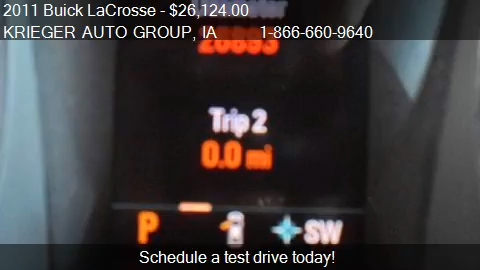 2011 Buick LaCrosse - $26,124.00
KRIEGER AUTO GROUP, IA 1-866-660-9640
Trip 2
0.0 mi
P SW
Schedule a test drive today!